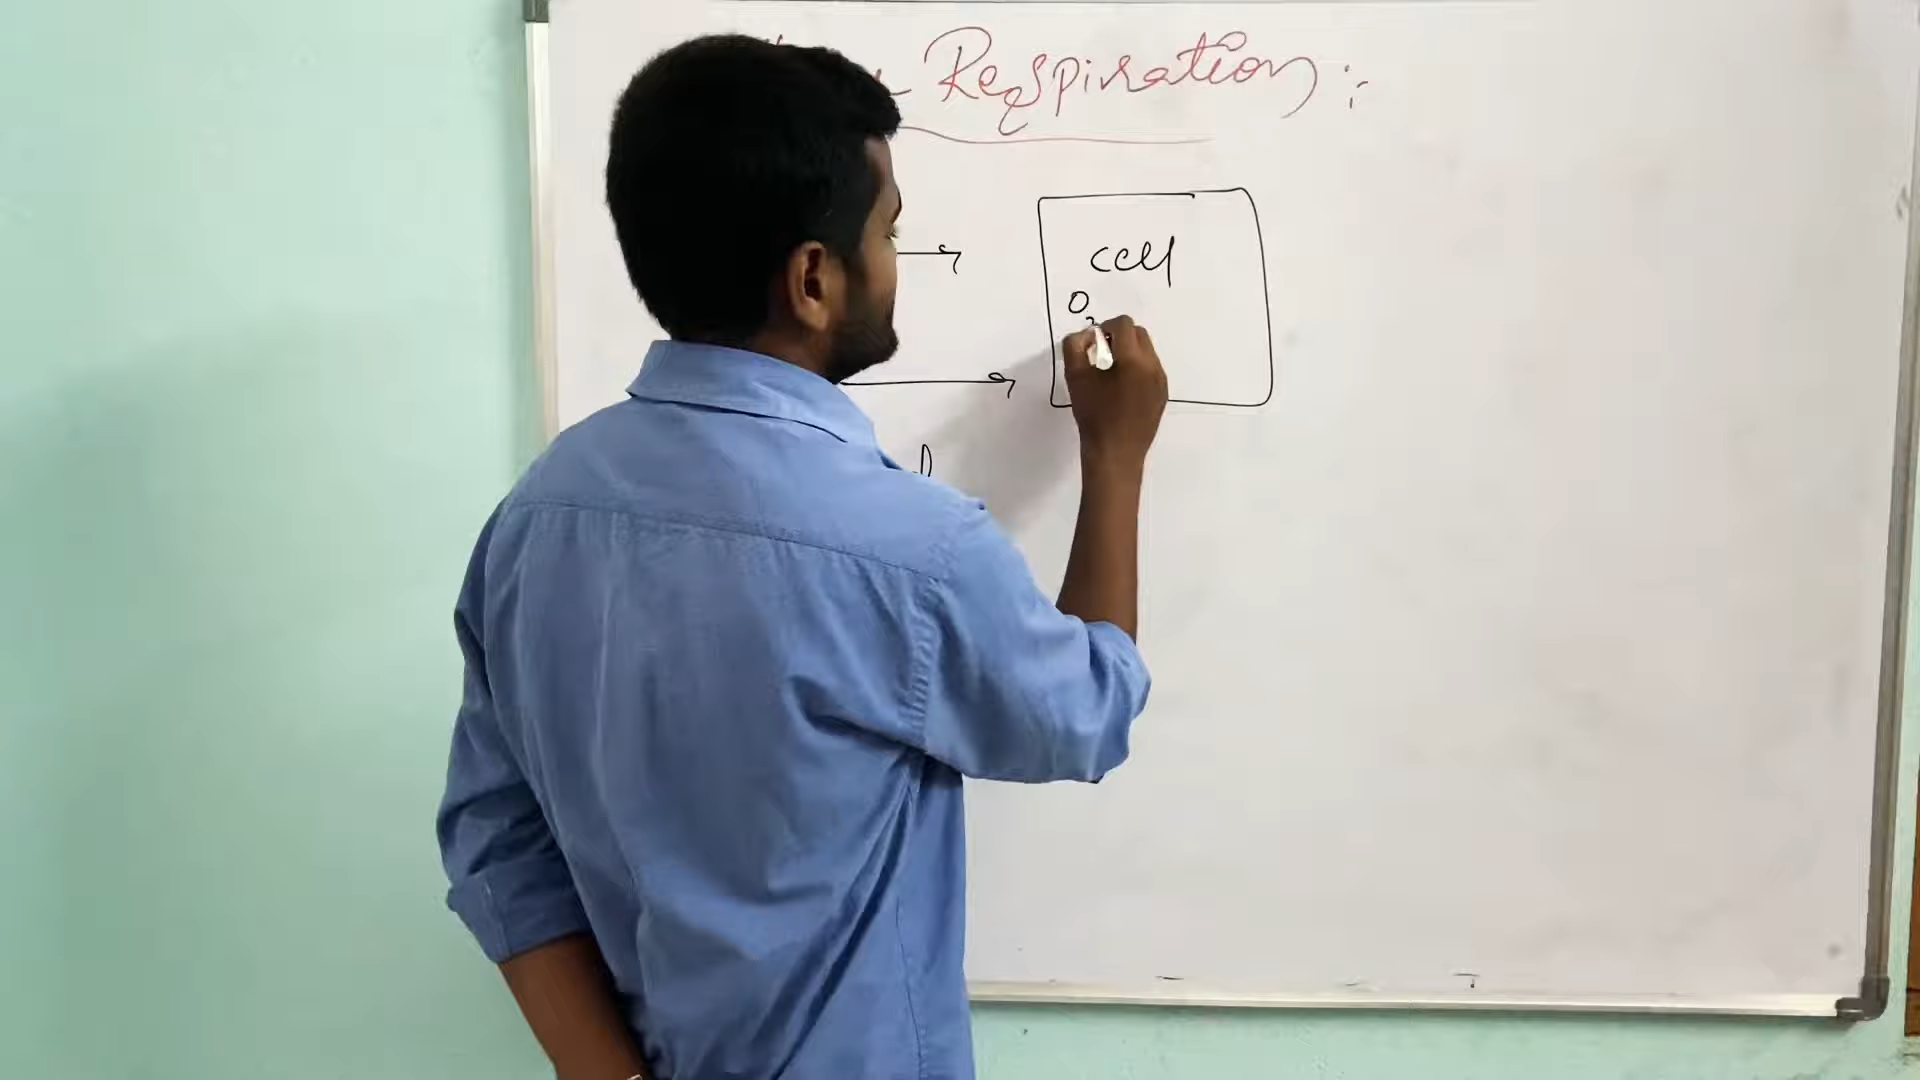 Respiration :-
cell
O2